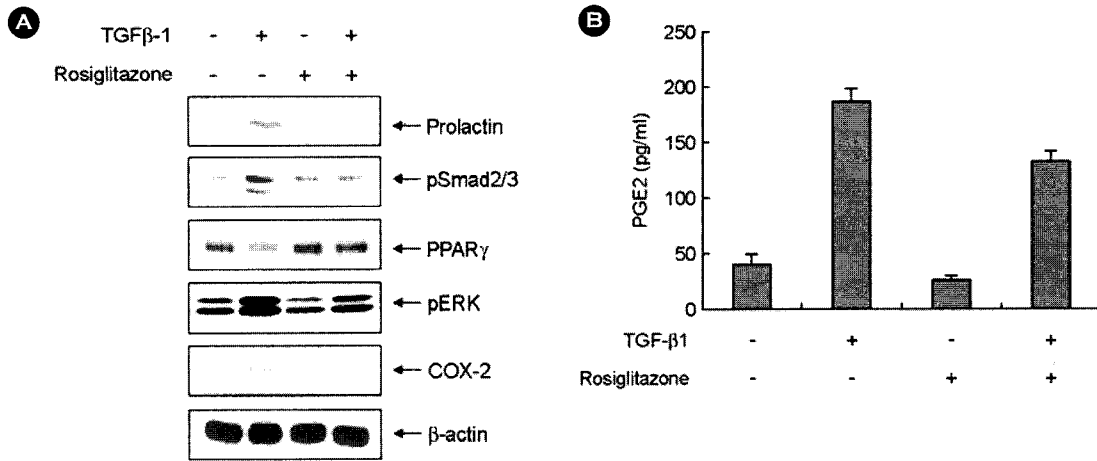 A
TGFβ-1 - + - +
Rosiglitazone - - + +
Prolactin
pSmad2/3
PPARγ
pERK
COX-2
β-actin
B
PGE2 (pg/ml)
250
200
150
100
50
0
TGF-β1 - + - +
Rosiglitazone - - + +